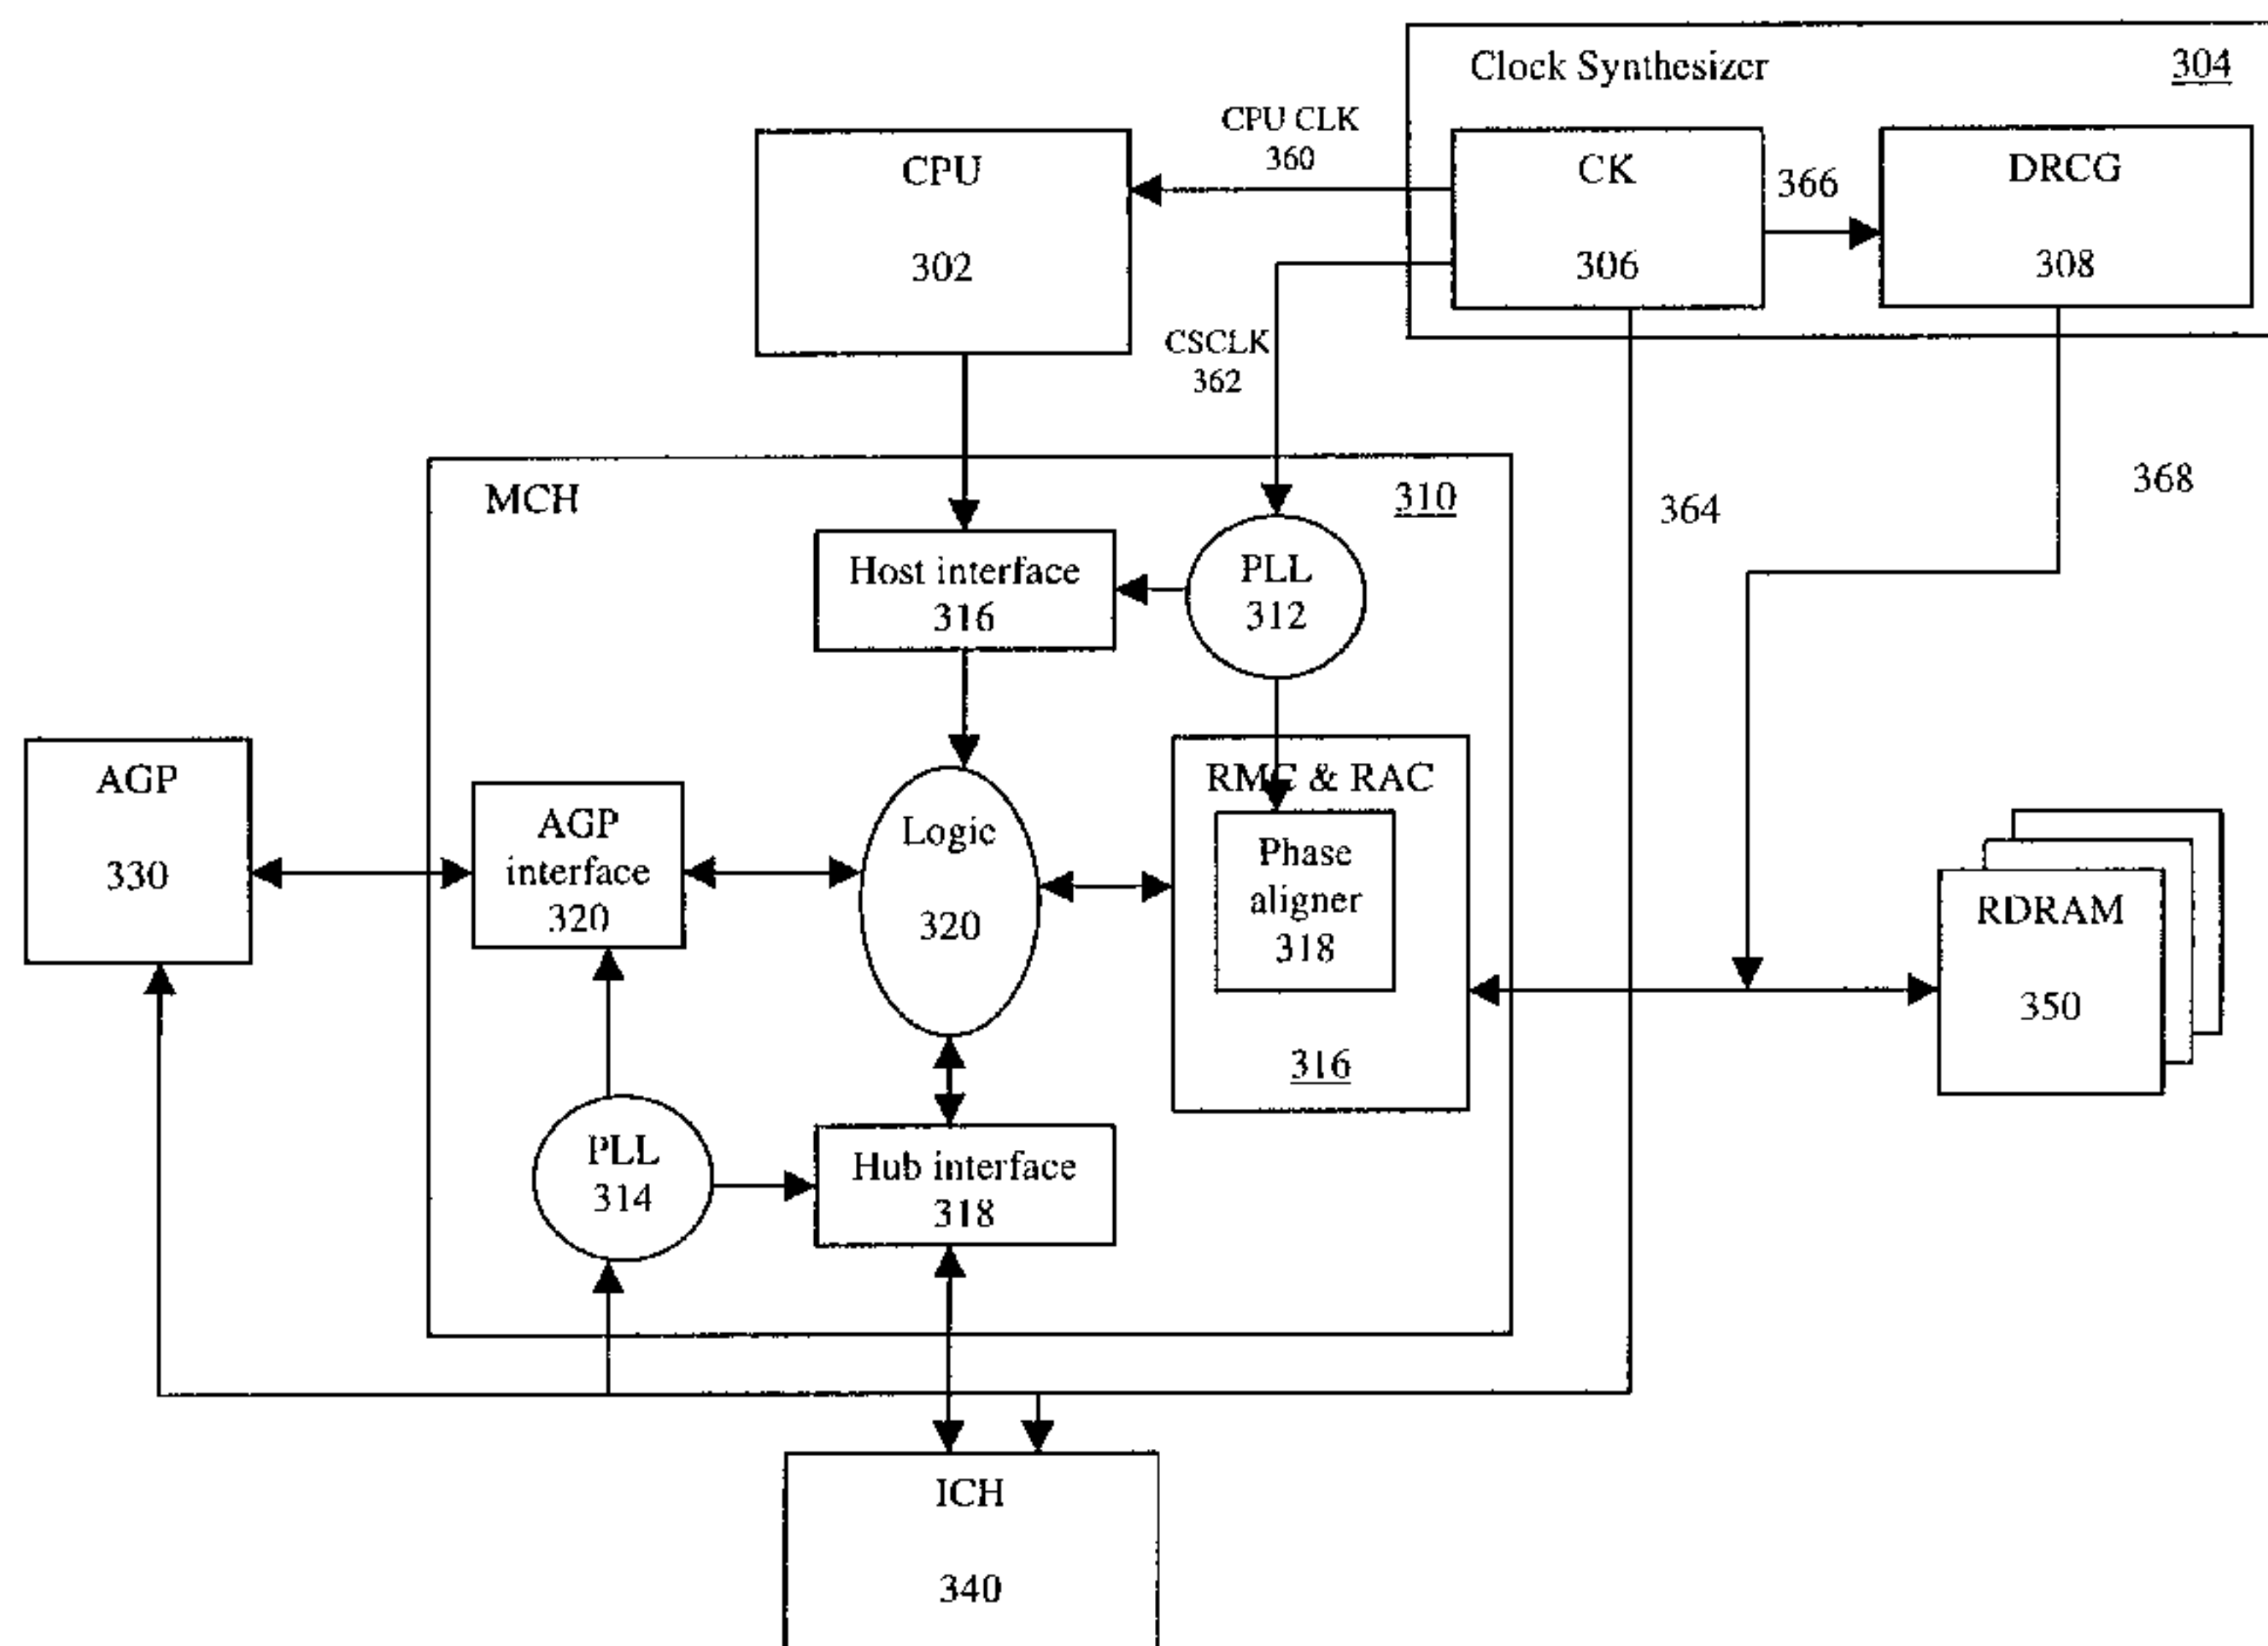 Clock Synthesizer 304
CPU CLK
360
CPU
302
CK
306
366
DRCG
308
CSCLK
362
MCH
310
364
368
Host interface
316
PLL
312
AGP
330
AGP
interface
320
Logic
320
RMC & RAC
Phase
aligner
318
316
RDRAM
350
PLL
314
Hub interface
318
ICH
340